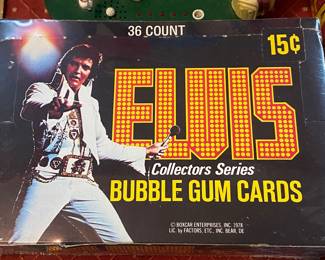 36 COUNT
15¢
ELVIS
Collectors Series
BUBBLE GUM CARDS
© BOXCAR ENTERPRISES, INC. 1978
LIC. by FACTORS, ETC., INC. BEAR, DE